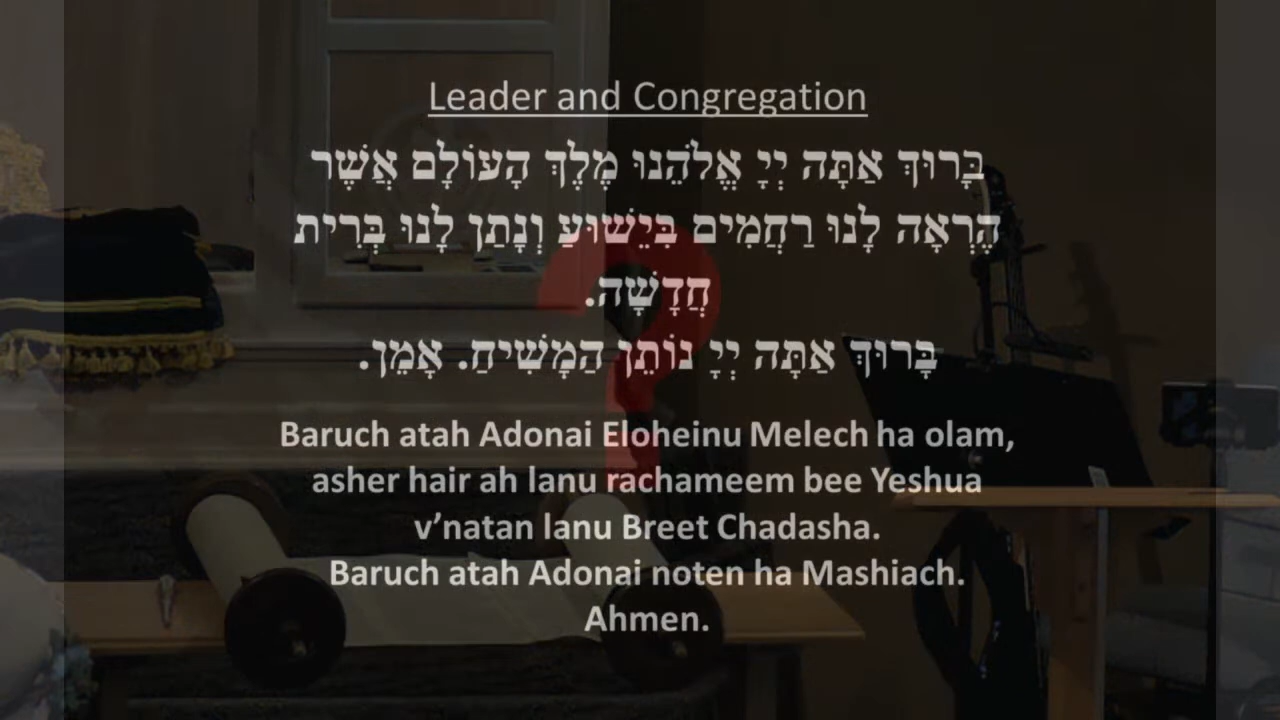 Leader and Congregation
בָּרוּךְ אַתָּה יְיָ אֱלֹהֵנוּ מֶלֶךְ הָעוֹלָם אֲשֶׁר
הֶרְאָה לָנוּ רַחֲמִים בְּיֵשׁוּעַ וְנָתַן לָנוּ בְּרִית
חֲדָשָׁה.
בָּרוּךְ אַתָּה יְיָ נוֹתֵן הַמָשִׁיחַ. אָמֵן.
Baruch atah Adonai Eloheinu Melech ha olam,
asher hair ah lanu rachameem bee Yeshua
v’natan lanu Breet Chadasha.
Baruch atah Adonai noten ha Mashiach.
Ahmen.